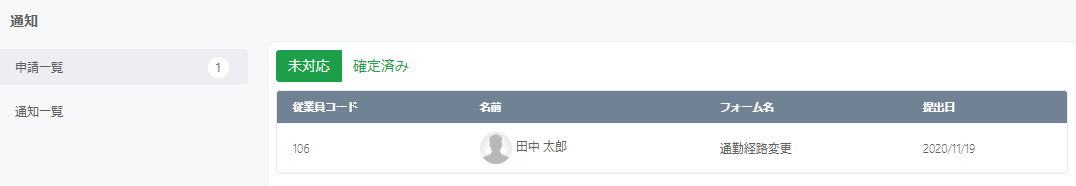 通知
申請一覧 1
通知一覧
未対応 確定済み
従業員コード 名前 フォーム名 提出日
106 田中 太郎 通勤経路変更 2020/11/19